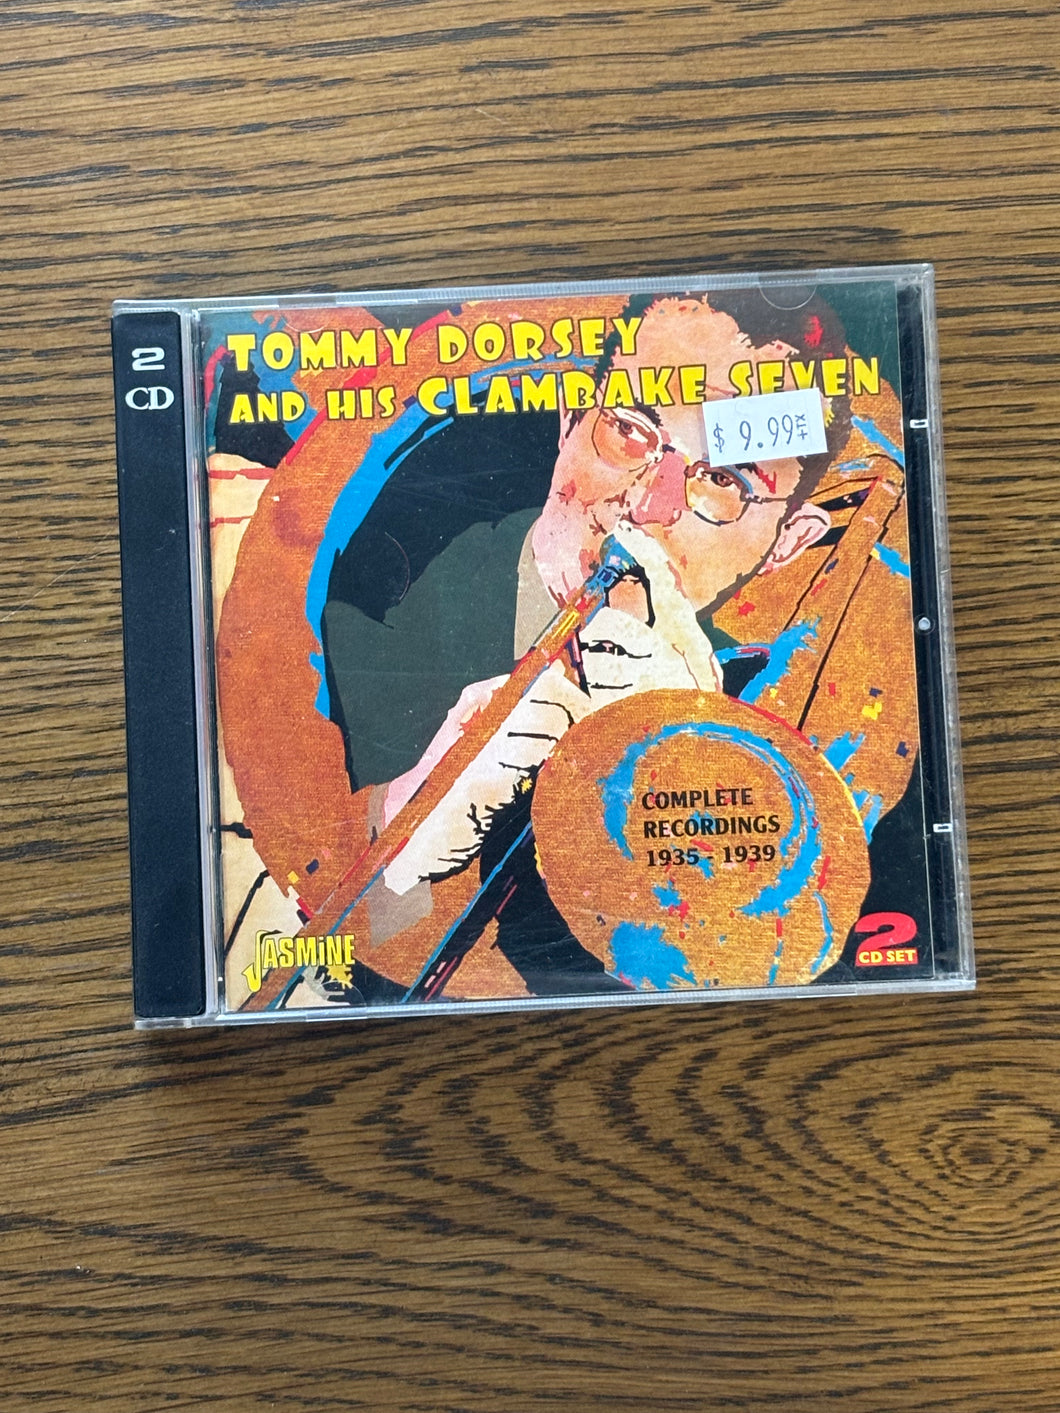 2
CD
TOMMY DORSEY
AND HIS CLAMBAKE SEVEN
$ 9.99
COMPLETE
RECORDINGS
1935 - 1939
JASMiNE
2
CD SET